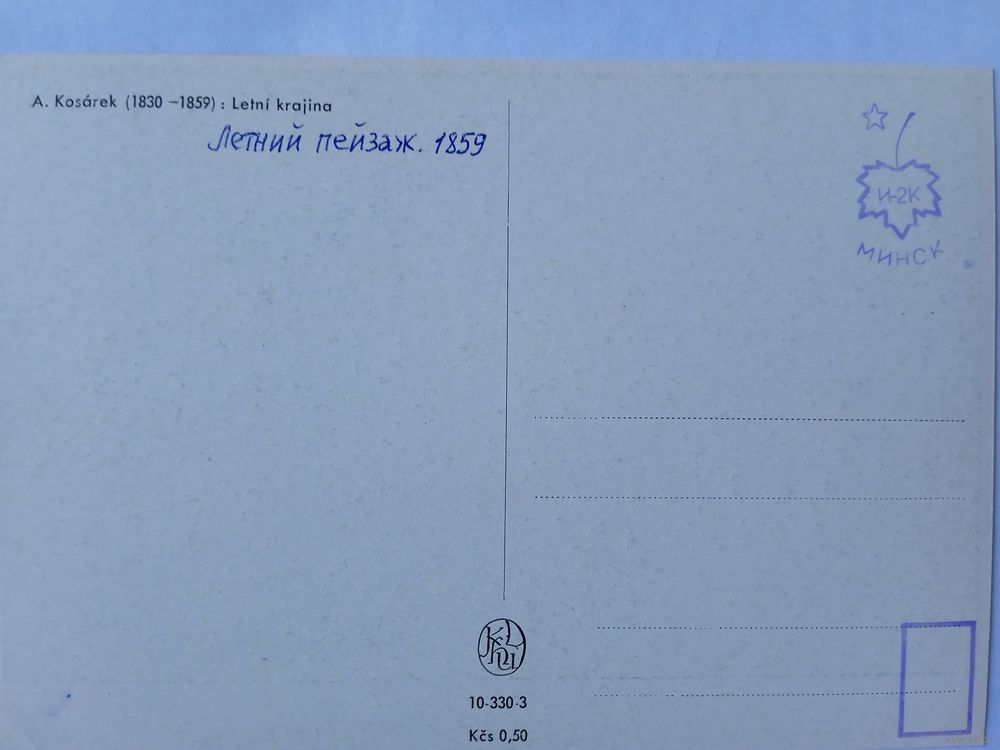 A. Kosárek (1830 –1859) : Letní krajina
Летний пейзаж. 1859
И-2К
МИНСК
10-330-3
Kčs 0,50